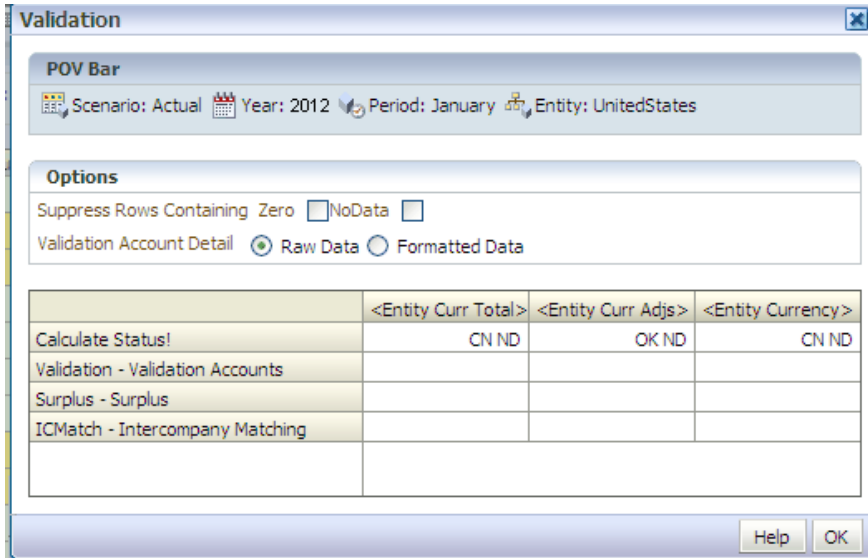 Validation
POV Bar
Scenario: Actual Year: 2012 Period: January Entity: UnitedStates
Options
Suppress Rows Containing Zero NoData
Validation Account Detail Raw Data Formatted Data
<Entity Curr Total> <Entity Curr Adjs> <Entity Currency>
Calculate Status! CN ND OK ND CN ND
Validation - Validation Accounts
Surplus - Surplus
ICMatch - Intercompany Matching
Help OK